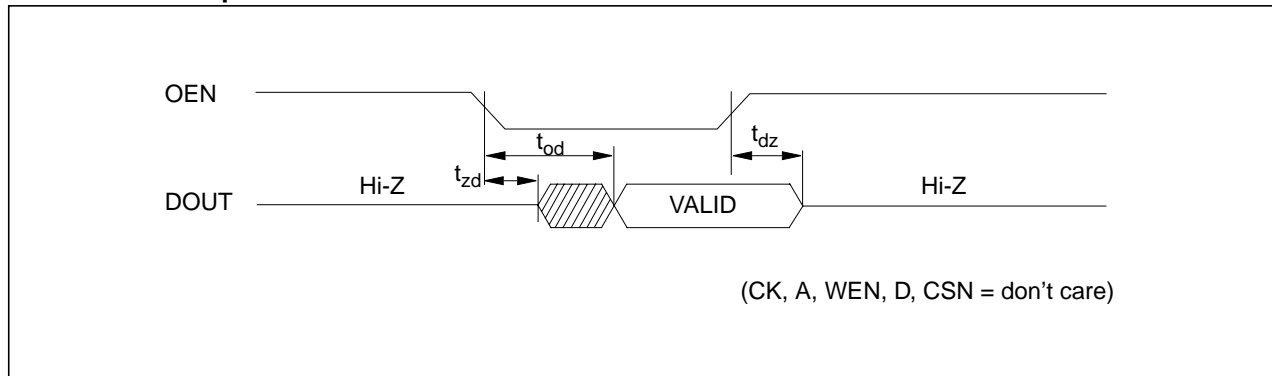 OEN
t_od
t_dz
t_zd
Hi-Z
Hi-Z
DOUT
VALID
(CK, A, WEN, D, CSN = don't care)